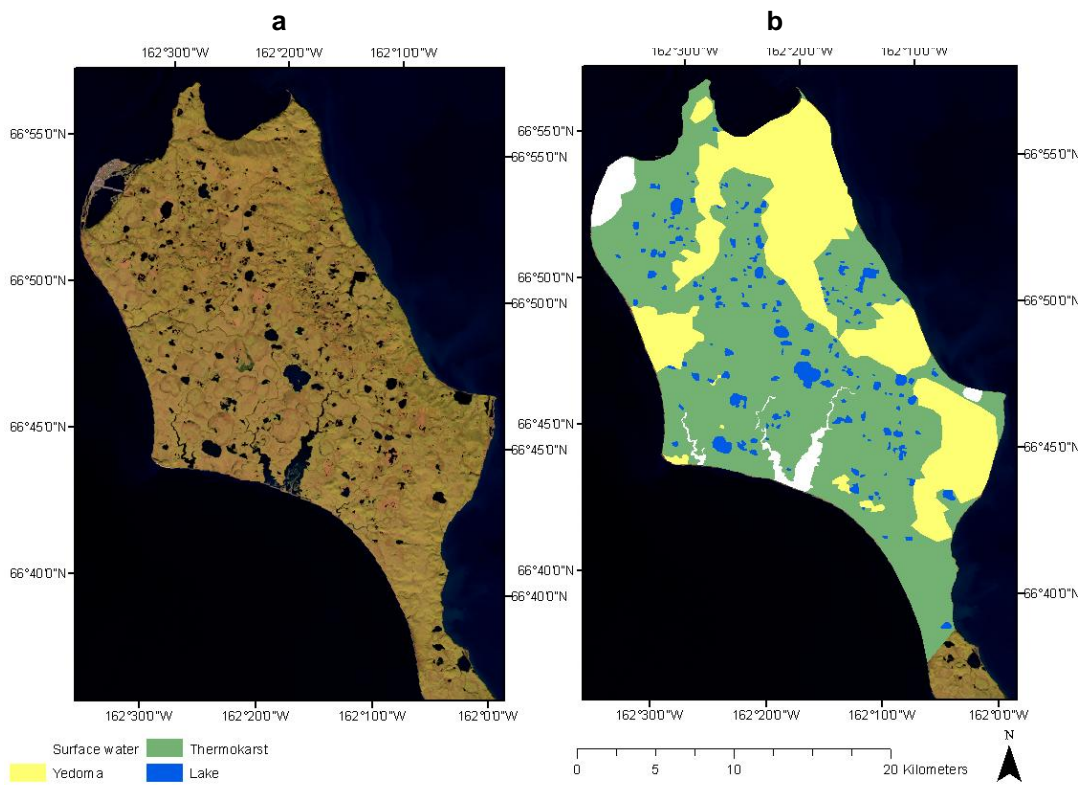 a
b
162°30'0"W 162°20'0"W 162°10'0"W
162°30'0"W 162°20'0"W 162°10'0"W
66°55'0"N
66°55'0"N
66°55'0"N
66°55'0"N
66°50'0"N
66°50'0"N
66°50'0"N
66°50'0"N
66°45'0"N
66°45'0"N
66°45'0"N
66°45'0"N
66°40'0"N
66°40'0"N
66°40'0"N
66°40'0"N
162°30'0"W 162°20'0"W 162°10'0"W 162°0'0"W
162°30'0"W 162°20'0"W 162°10'0"W 162°0'0"W
Surface water Thermokarst
Yedoma Lake
0 5 10 20 Kilometers
N